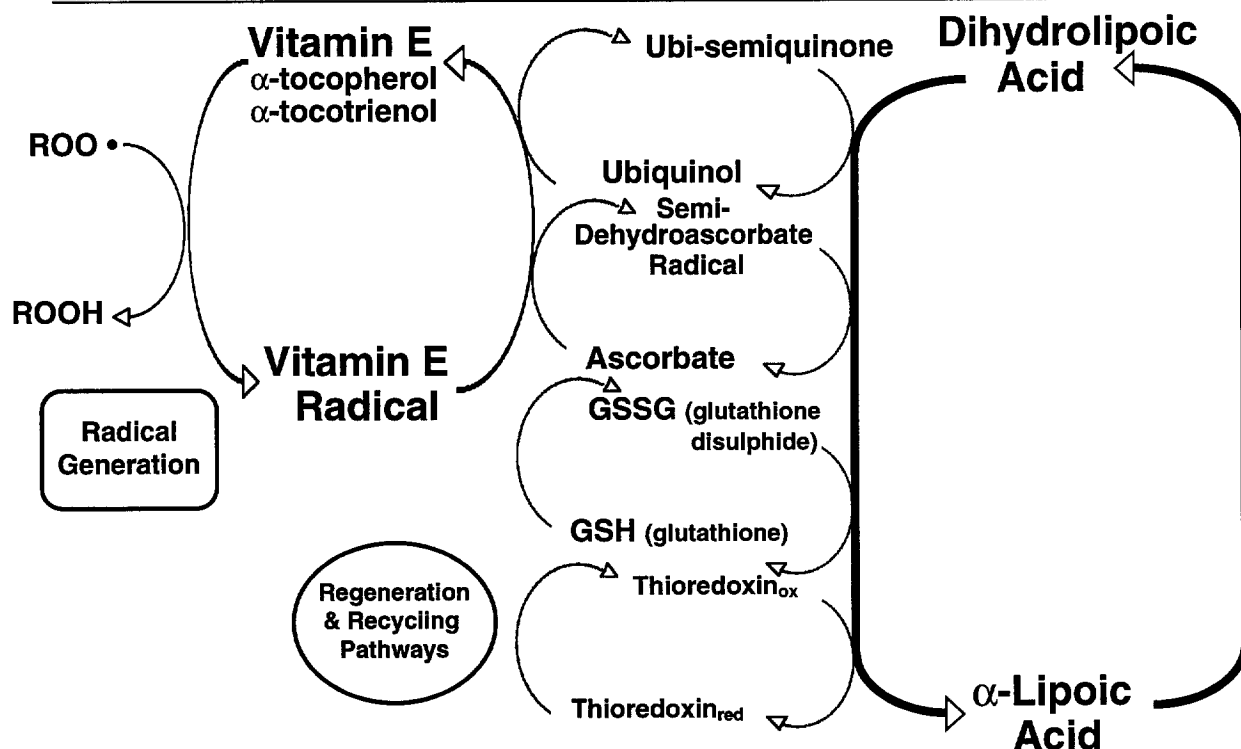 Vitamin E
α-tocopherol
α-tocotrienol
ROO •
ROOH
Vitamin E
Radical
Radical
Generation
Ubi-semiquinone
Ubiquinol
Semi-
Dehydroascorbate
Radical
Ascorbate
GSSG (glutathione
disulphide)
GSH (glutathione)
Thioredoxinox
Thioredoxinred
Regeneration
& Recycling
Pathways
Dihydrolipoic
Acid
α-Lipoic
Acid